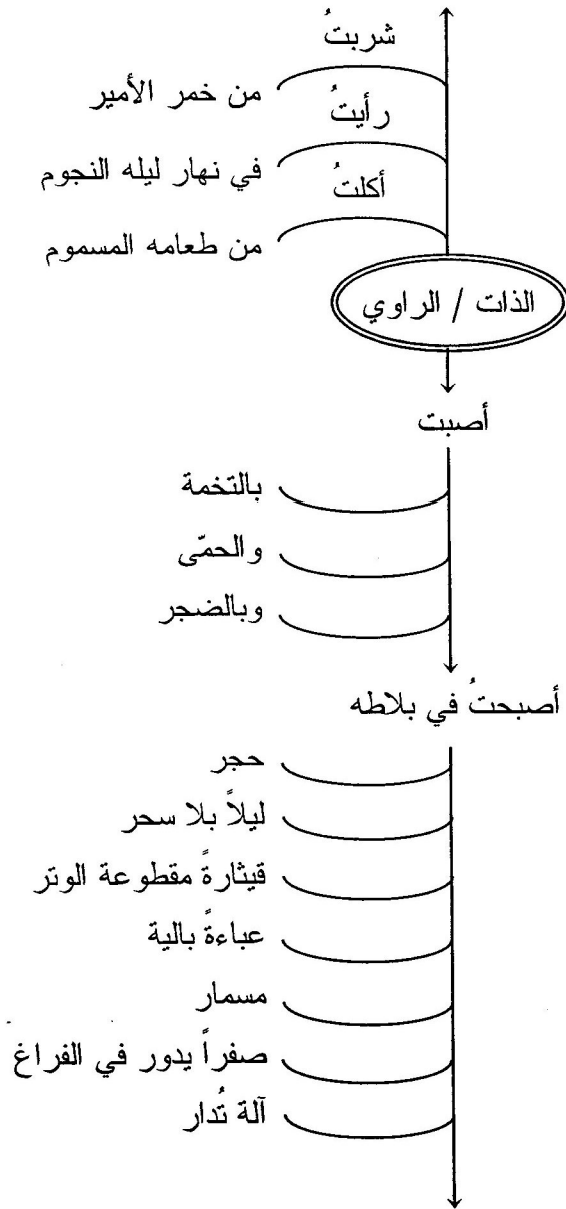 شربتُ
من خمر الأمير
رأيتُ
في نهار ليله النجوم
أكلتُ
من طعامه المسموم
الذات / الراوي
أصبت
بالتخمة
والحمّى
وبالضجر
أصبحتُ في بلاطه
حجر
ليلاً بلا سحر
قيثارةً مقطوعة الوتر
عباءةً بالية
مسمار
صفراً يدور في الفراغ
آلة تُدار